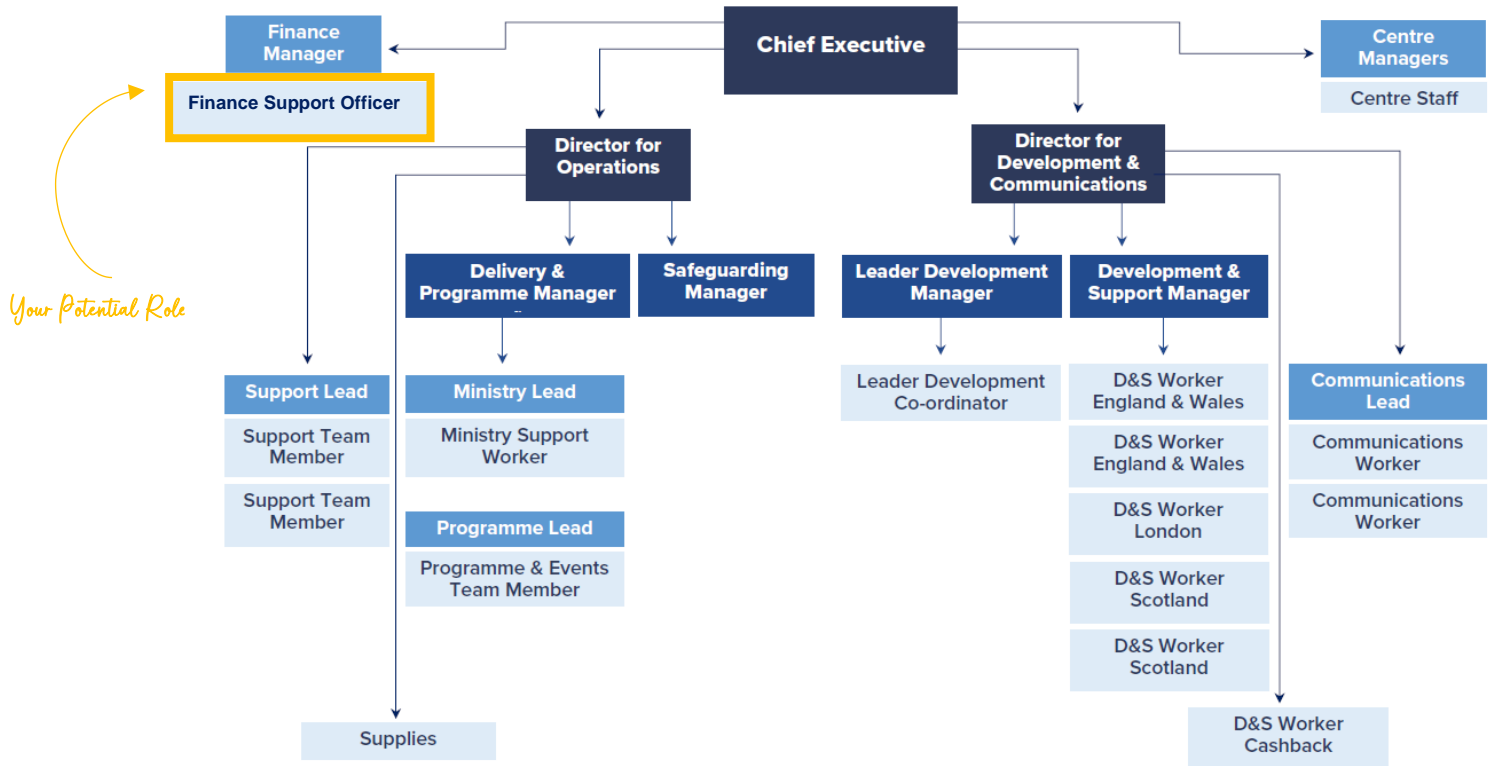 Finance
Manager
Chief Executive
Centre
Managers
Finance Support Officer
Centre Staff
Director for
Operations
Director for
Development &
Communications
Your Potential Role
Delivery &
Programme Manager
Safeguarding
Manager
Leader Development
Manager
Development &
Support Manager
Support Lead
Support Team
Member
Support Team
Member
Ministry Lead
Ministry Support
Worker
Programme Lead
Programme & Events
Team Member
Leader Development
Co-ordinator
D&S Worker
England & Wales
D&S Worker
England & Wales
D&S Worker
London
D&S Worker
Scotland
D&S Worker
Scotland
Communications
Lead
Communications
Worker
Communications
Worker
Supplies
D&S Worker
Cashback